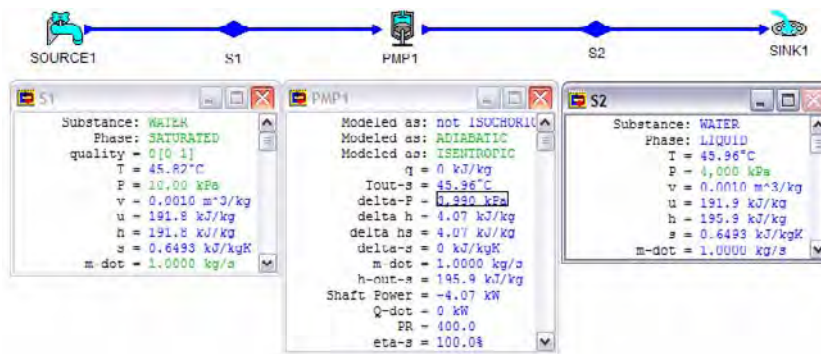 SOURCE1
S1
PMP1
S2
SINK1
S1
Substance: WATER
Phase: SATURATED
quality = 0[0 1]
T = 45.82°C
P = 10.00 kPa
v = 0.0010 m^3/kg
u = 191.8 kJ/kg
h = 191.8 kJ/kg
s = 0.6493 kJ/kgK
m-dot = 1.0000 kg/s
PMP1
Modeled as: not ISOCHORIC
Modeled as: ADIABATIC
Modeled as: ISENTROPIC
q = 0 kJ/kg
Tout-s = 45.96°C
delta-P = 3,990 kPa
delta h = 4.07 kJ/kg
delta hs = 4.07 kJ/kg
delta-s = 0 kJ/kgK
m-dot = 1.0000 kg/s
h-out-s = 195.9 kJ/kg
Shaft Power = -4.07 kW
Q-dot = 0 kW
PR = 400.0
eta-s = 100.0%
S2
Substance: WATER
Phase: LIQUID
T = 45.96°C
P = 4,000 kPa
v = 0.0010 m^3/kg
u = 191.9 kJ/kg
h = 195.9 kJ/kg
s = 0.6493 kJ/kgK
m-dot = 1.0000 kg/s